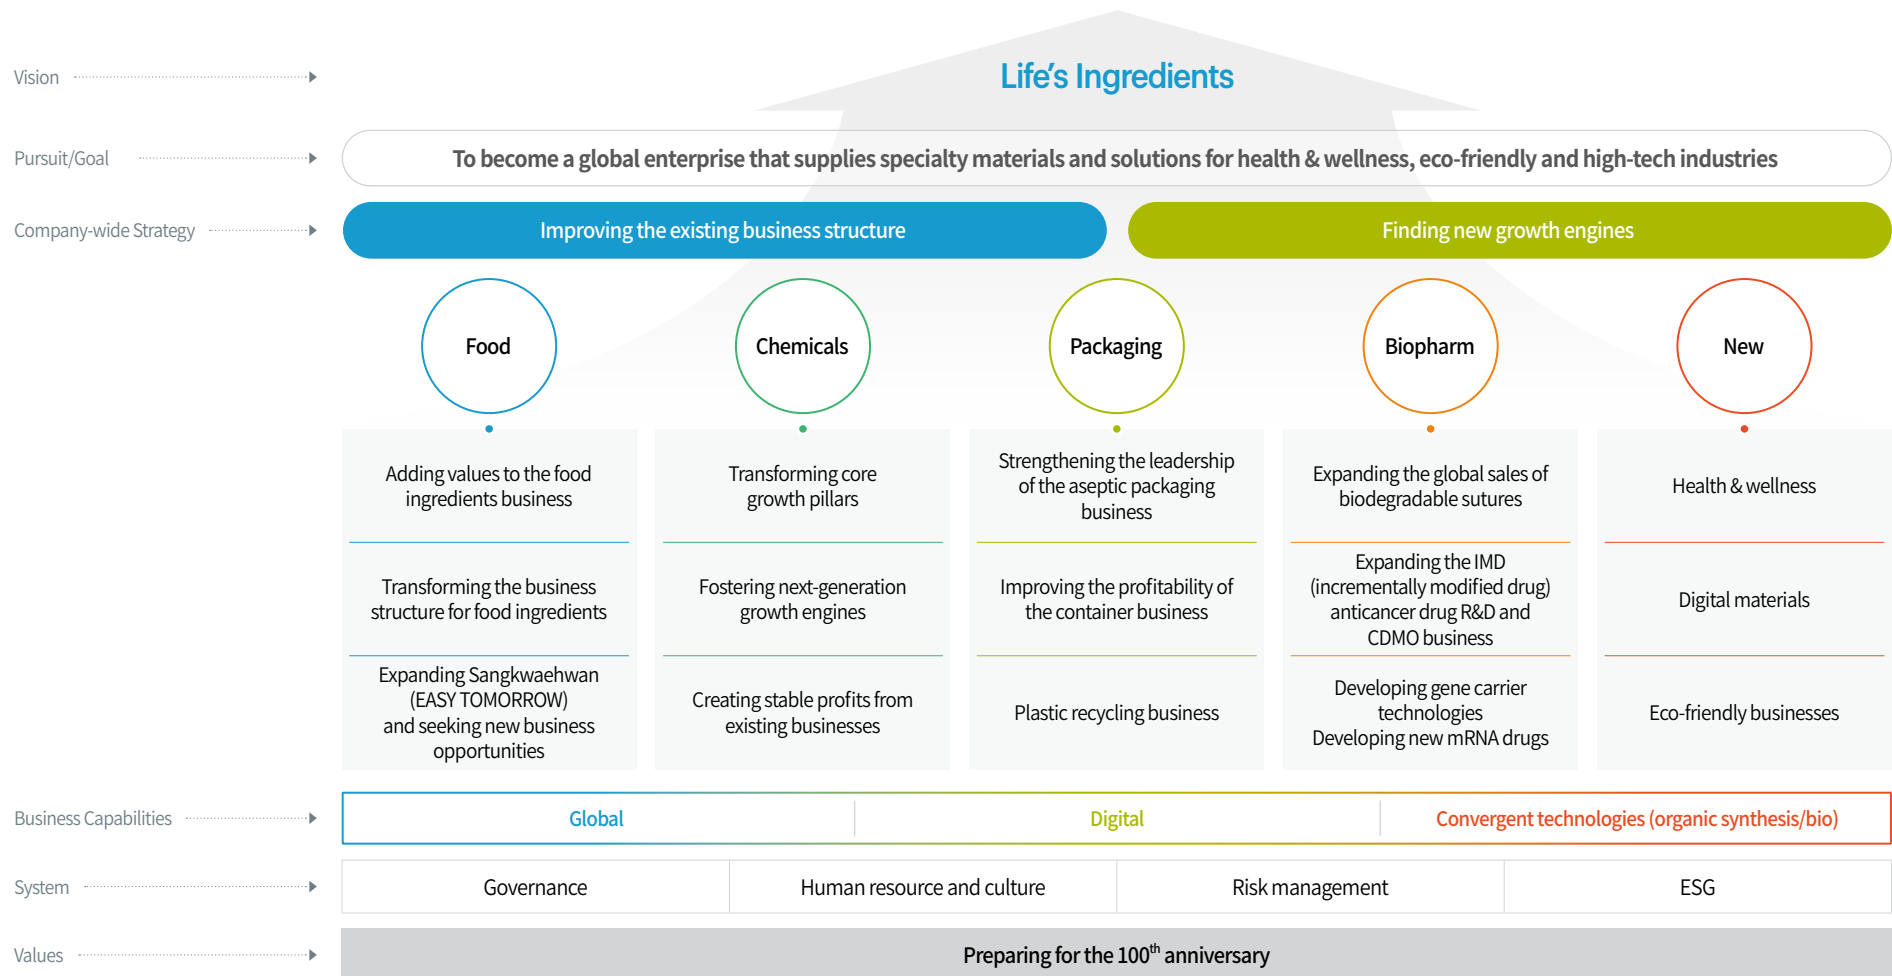 Vision
Life's Ingredients
Pursuit/Goal
To become a global enterprise that supplies specialty materials and solutions for health & wellness, eco-friendly and high-tech industries
Company-wide Strategy
Improving the existing business structure
Finding new growth engines
Food
Chemicals
Packaging
Biopharm
New
Adding values to the food
ingredients business
Transforming the business
structure for food ingredients
Expanding Sangkwaehwan
(EASY TOMORROW)
and seeking new business
opportunities
Transforming core
growth pillars
Fostering next-generation
growth engines
Creating stable profits from
existing businesses
Strengthening the leadership
of the aseptic packaging
business
Improving the profitability of
the container business
Plastic recycling business
Expanding the global sales of
biodegradable sutures
Expanding the IMD
(incrementally modified drug)
anticancer drug R&D and
CDMO business
Developing gene carrier
technologies
Developing new mRNA drugs
Health & wellness
Digital materials
Eco-friendly businesses
Business Capabilities
Global
Digital
Convergent technologies (organic synthesis/bio)
System
Governance
Human resource and culture
Risk management
ESG
Values
Preparing for the 100th anniversary